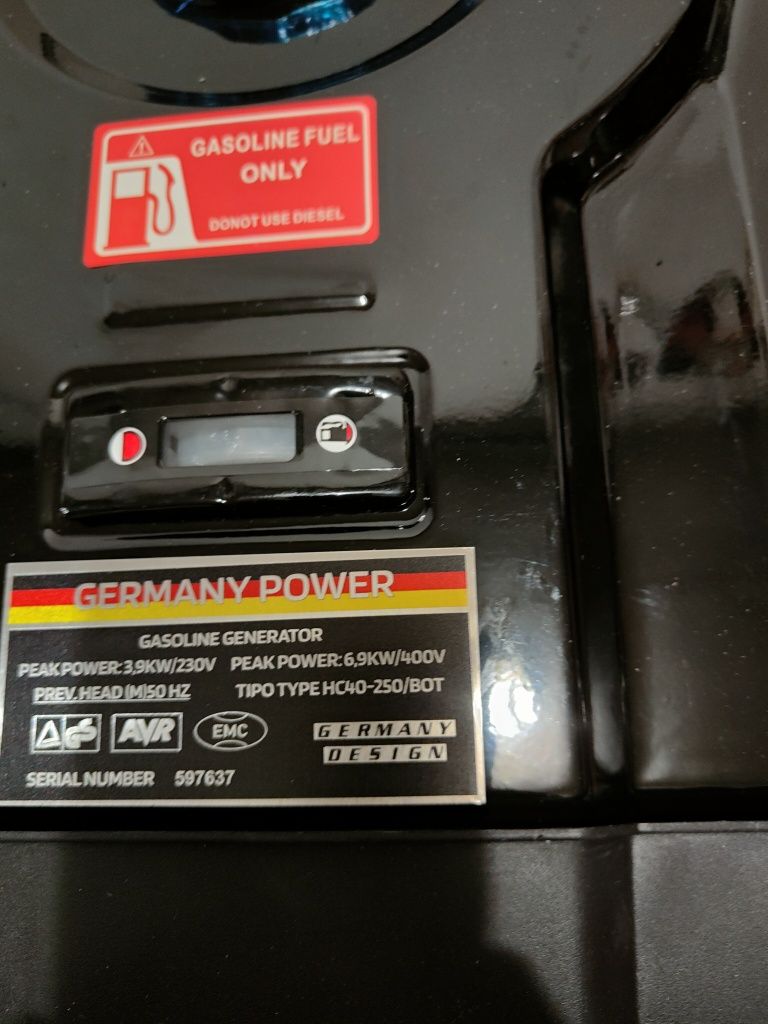 GASOLINE FUEL
ONLY
DONOT USE DIESEL
GERMANY POWER
GASOLINE GENERATOR
PEAK POWER: 3,9KW/230V PEAK POWER: 6,9KW/400V
PREV. HEAD (M)50 HZ TIPO TYPE HC40-250/BOT
GS AVR EMC GERMANY
DESIGN
SERIAL NUMBER 597637